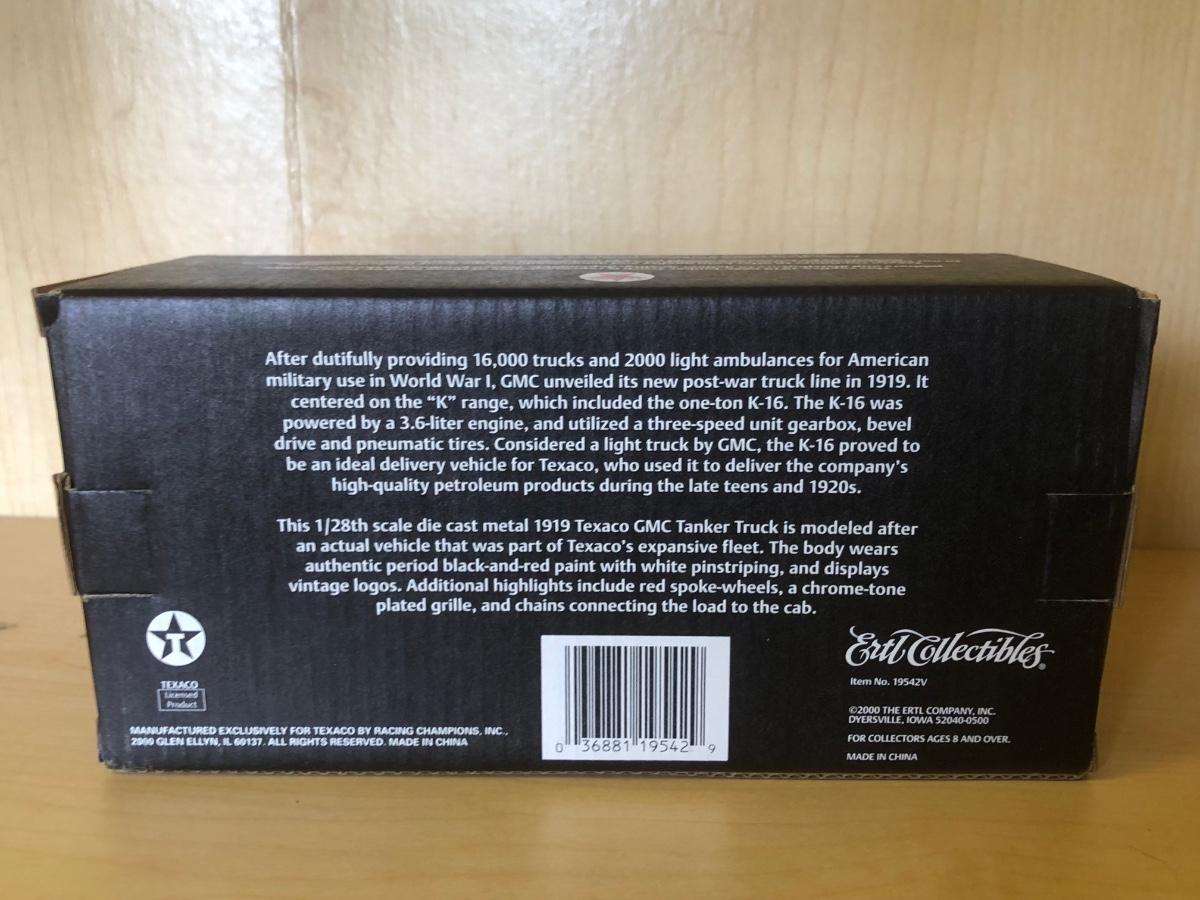 After dutifully providing 16,000 trucks and 2000 light ambulances for American
military use in World War I, GMC unveiled its new post-war truck line in 1919. It
centered on the “K” range, which included the one-ton K-16. The K-16 was
powered by a 3.6-liter engine, and utilized a three-speed unit gearbox, bevel
drive and pneumatic tires. Considered a light truck by GMC, the K-16 proved to
be an ideal delivery vehicle for Texaco, who used it to deliver the company’s
high-quality petroleum products during the late teens and 1920s.
This 1/28th scale die cast metal 1919 Texaco GMC Tanker Truck is modeled after
an actual vehicle that was part of Texaco’s expansive fleet. The body wears
authentic period black-and-red paint with white pinstriping, and displays
vintage logos. Additional highlights include red spoke-wheels, a chrome-tone
plated grille, and chains connecting the load to the cab.
T
TEXACO
Licensed
Product
MANUFACTURED EXCLUSIVELY FOR TEXACO BY RACING CHAMPIONS, INC.,
2000 GLEN ELLYN, IL 60137. ALL RIGHTS RESERVED. MADE IN CHINA
0 36881 19542 9
Ertl Collectibles®
Item No. 19542V
©2000 THE ERTL COMPANY, INC.
DYERSVILLE, IOWA 52040-0500
FOR COLLECTORS AGES 8 AND OVER.
MADE IN CHINA